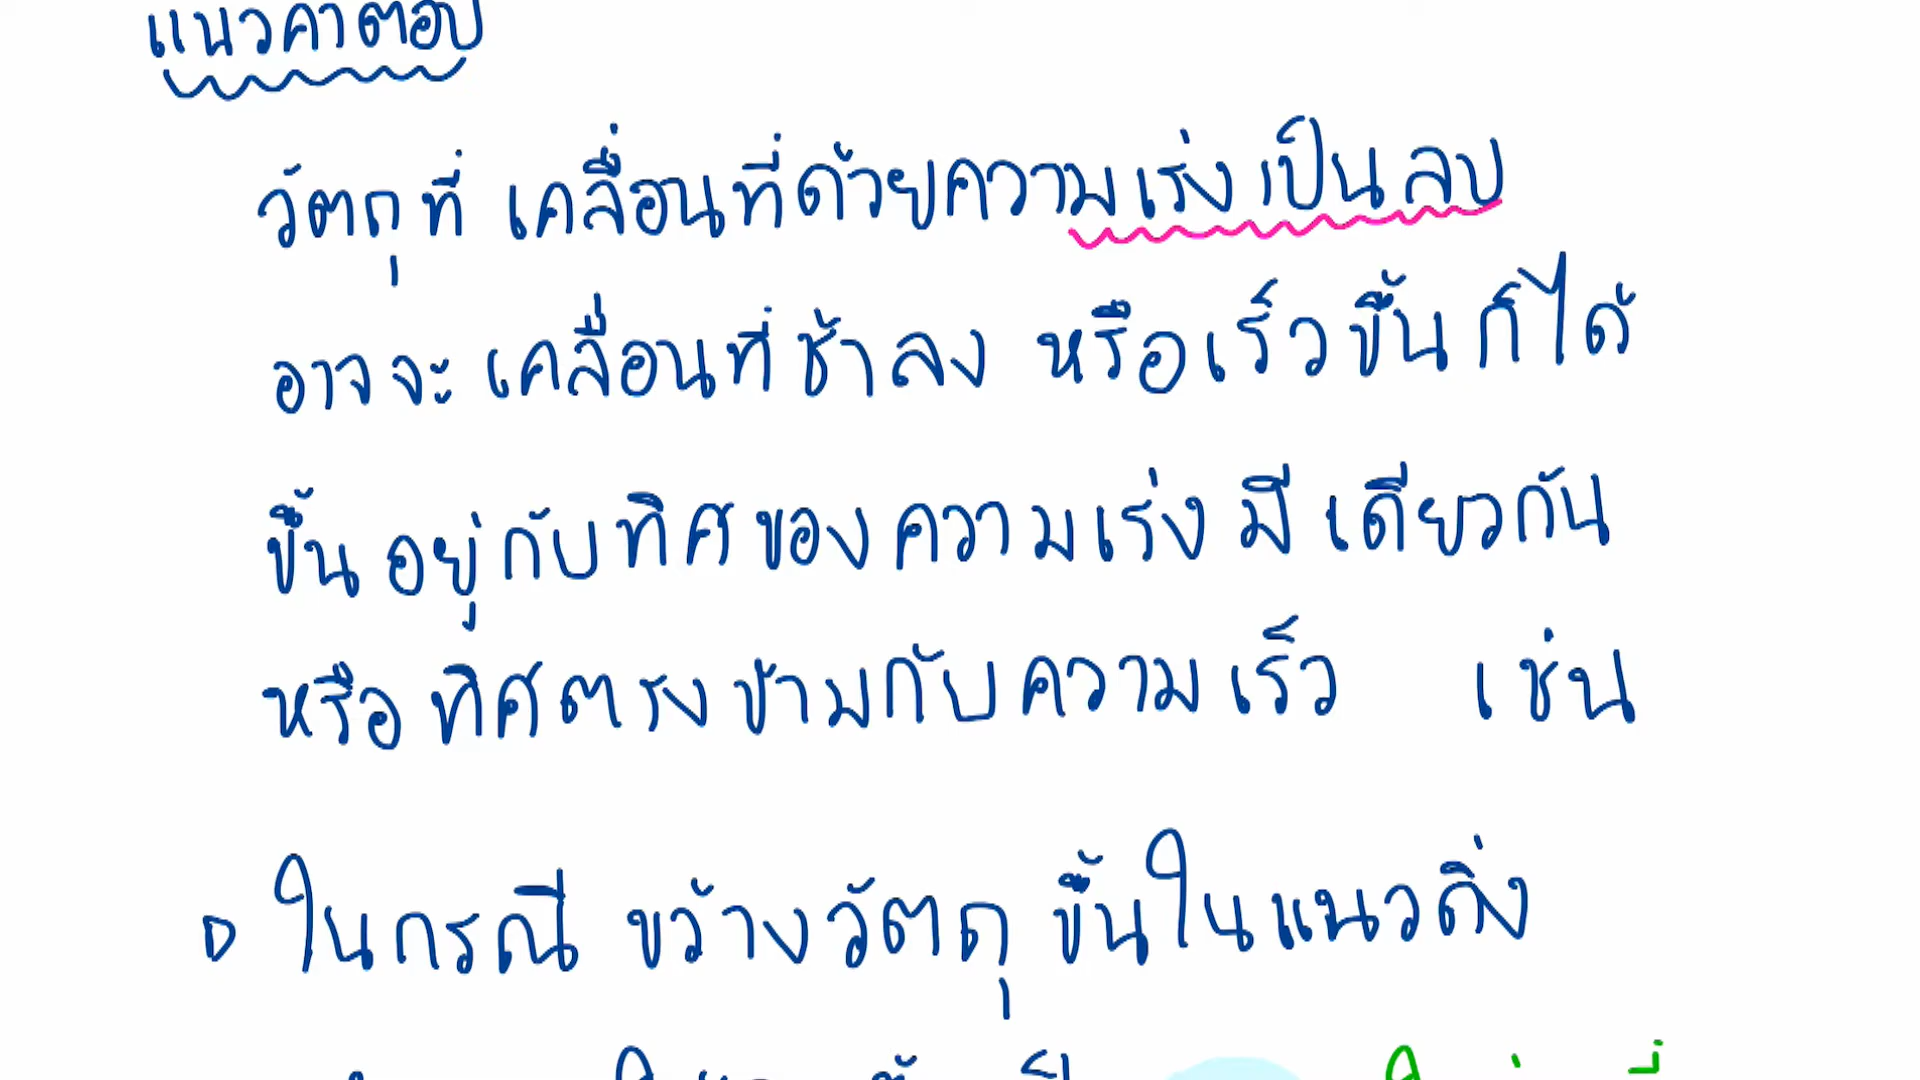 แนวคำตอบ
วัตถุที่ เคลื่อนที่ด้วยความเร่งเป็นลบ
อาจจะ เคลื่อนที่ ช้าลง หรือเร็วขึ้น ก็ได้
ขึ้นอยู่กับทิศของความเร่งมีเดียวกัน
หรือทิศตรงข้ามกับความเร็ว เช่น
ในกรณี ขว้างวัตถุ ขึ้นในแนวดิ่ง